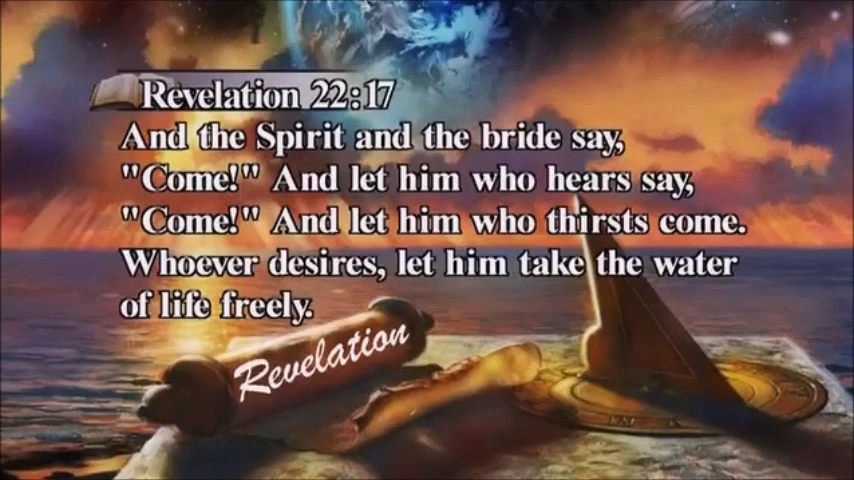 Revelation 22:17
And the Spirit and the bride say,
"Come!" And let him who hears say,
"Come!" And let him who thirsts come.
Whoever desires, let him take the water
of life freely.
Revelation